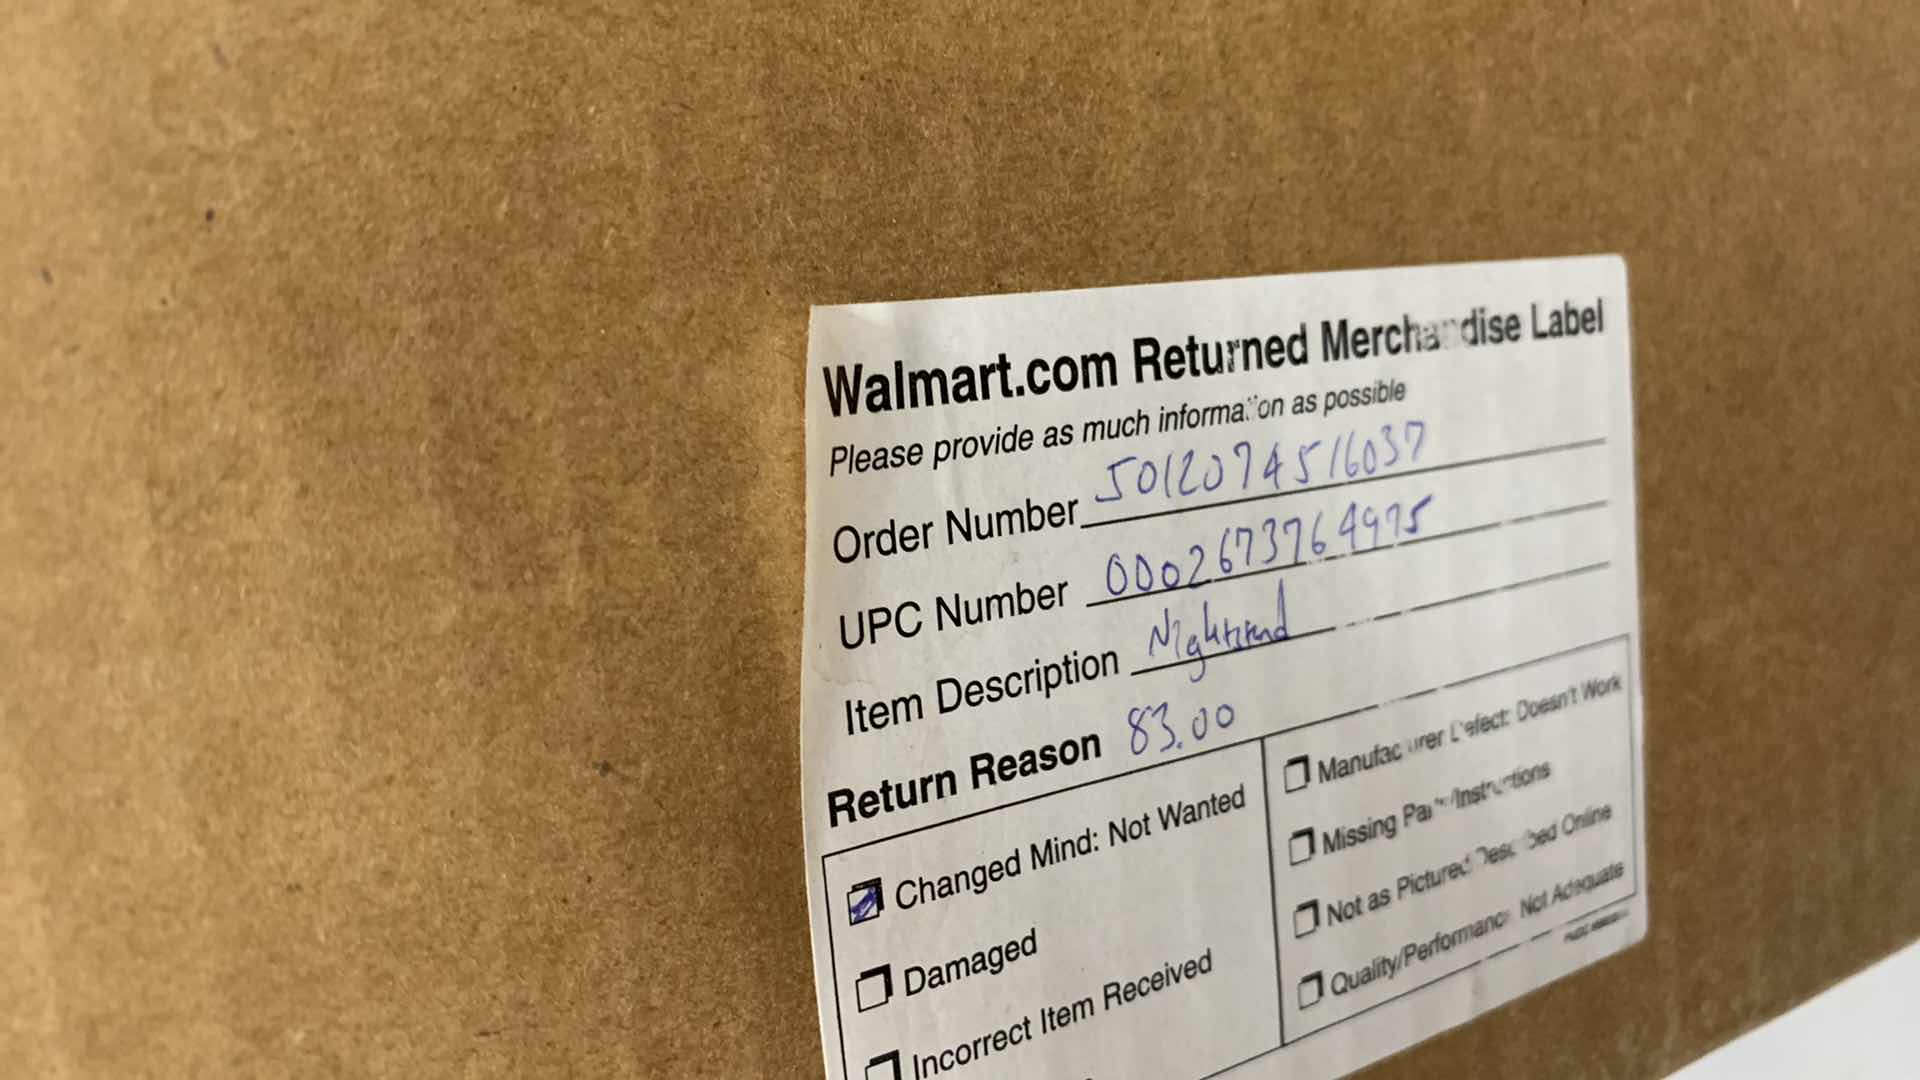 Walmart.com Returned Merchandise Label
Please provide as much information as possible
Order Number 5012074516037
UPC Number 0002673764975
Item Description Nightstand
Return Reason 83.00
Changed Mind: Not Wanted
Damaged
Incorrect Item Received
Manufacturer Defect: Doesn't Work
Missing Parts/Instructions
Not as Pictured/Described Online
Quality/Performance Not Adequate